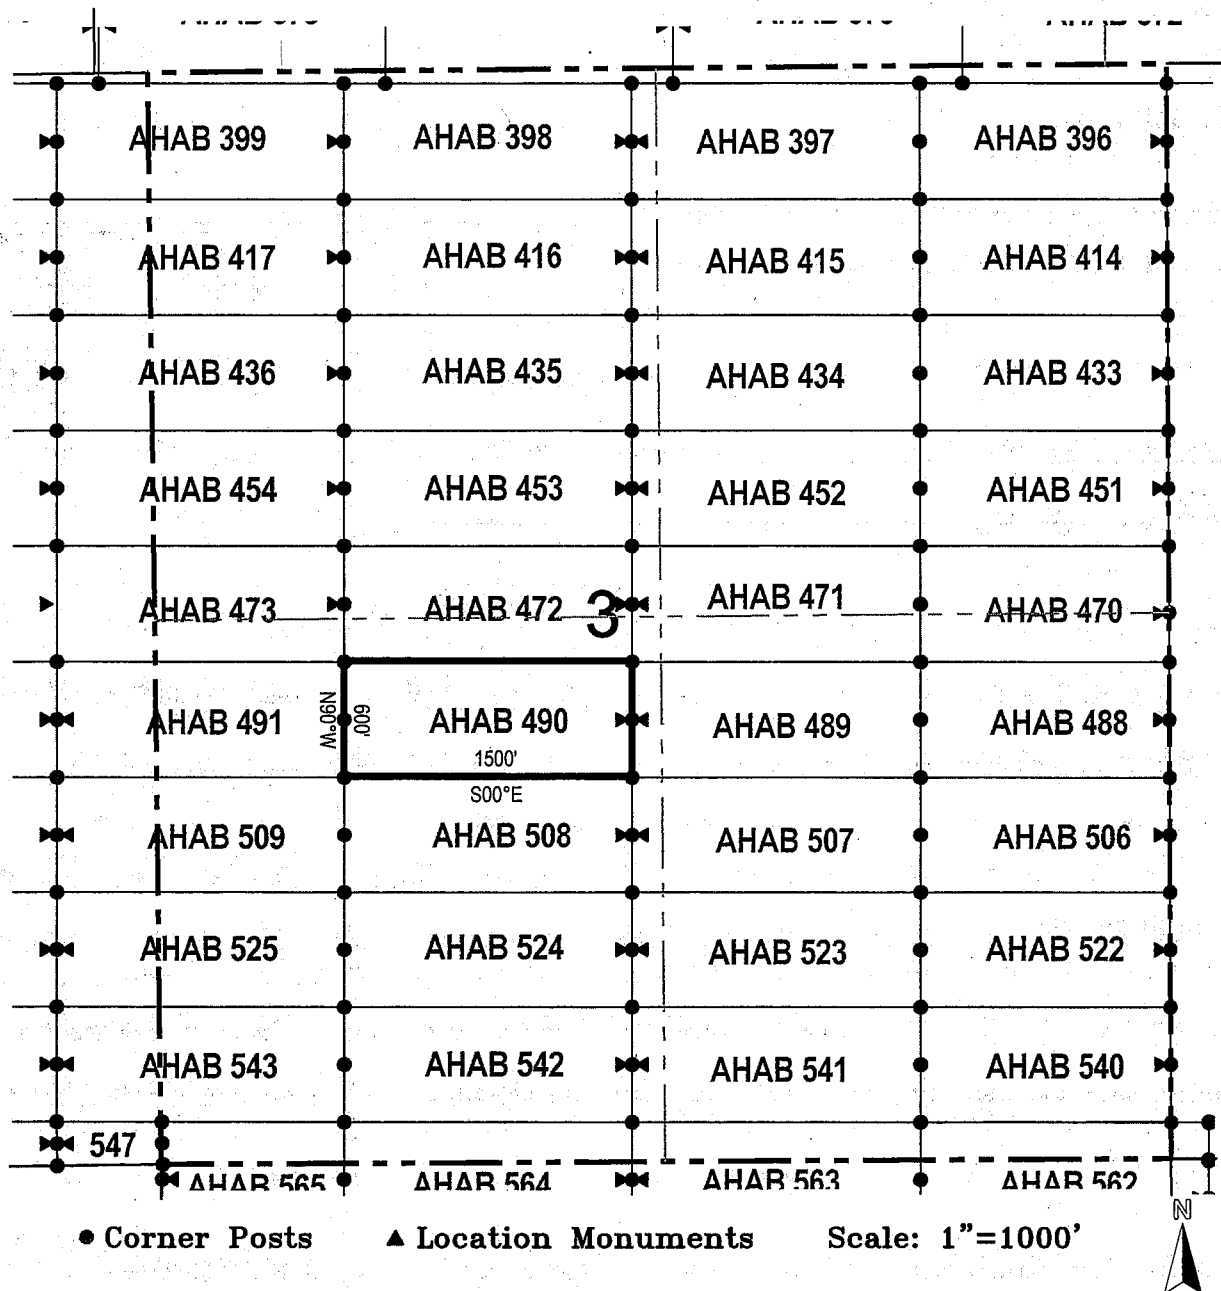 AHAB 399 AHAB 398 AHAB 397 AHAB 396
AHAB 417 AHAB 416 AHAB 415 AHAB 414
AHAB 436 AHAB 435 AHAB 434 AHAB 433
AHAB 454 AHAB 453 AHAB 452 AHAB 451
AHAB 473 AHAB 472 3 AHAB 471 AHAB 470
AHAB 491 N90°W 600' AHAB 490 AHAB 489 AHAB 488
1500'
S00°E
AHAB 509 AHAB 508 AHAB 507 AHAB 506
AHAB 525 AHAB 524 AHAB 523 AHAB 522
AHAB 543 AHAB 542 AHAB 541 AHAB 540
547
AHAB 565 AHAB 564 AHAB 563 AHAB 562
Corner Posts Location Monuments Scale: 1"=1000'
N